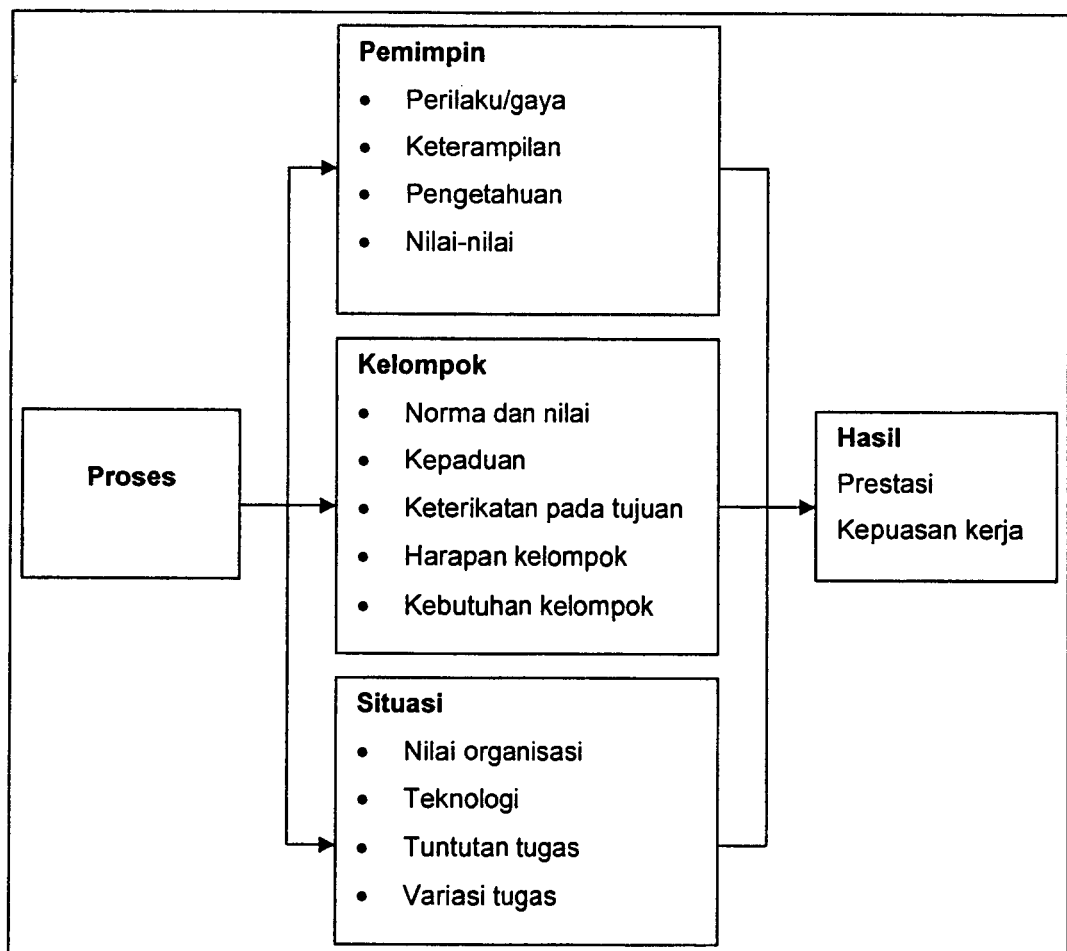 Pemimpin
• Perilaku/gaya
• Keterampilan
• Pengetahuan
• Nilai-nilai
Kelompok
• Norma dan nilai
• Kepaduan
• Keterikatan pada tujuan
• Harapan kelompok
• Kebutuhan kelompok
Proses
Hasil
Prestasi
Kepuasan kerja
Situasi
• Nilai organisasi
• Teknologi
• Tuntutan tugas
• Variasi tugas